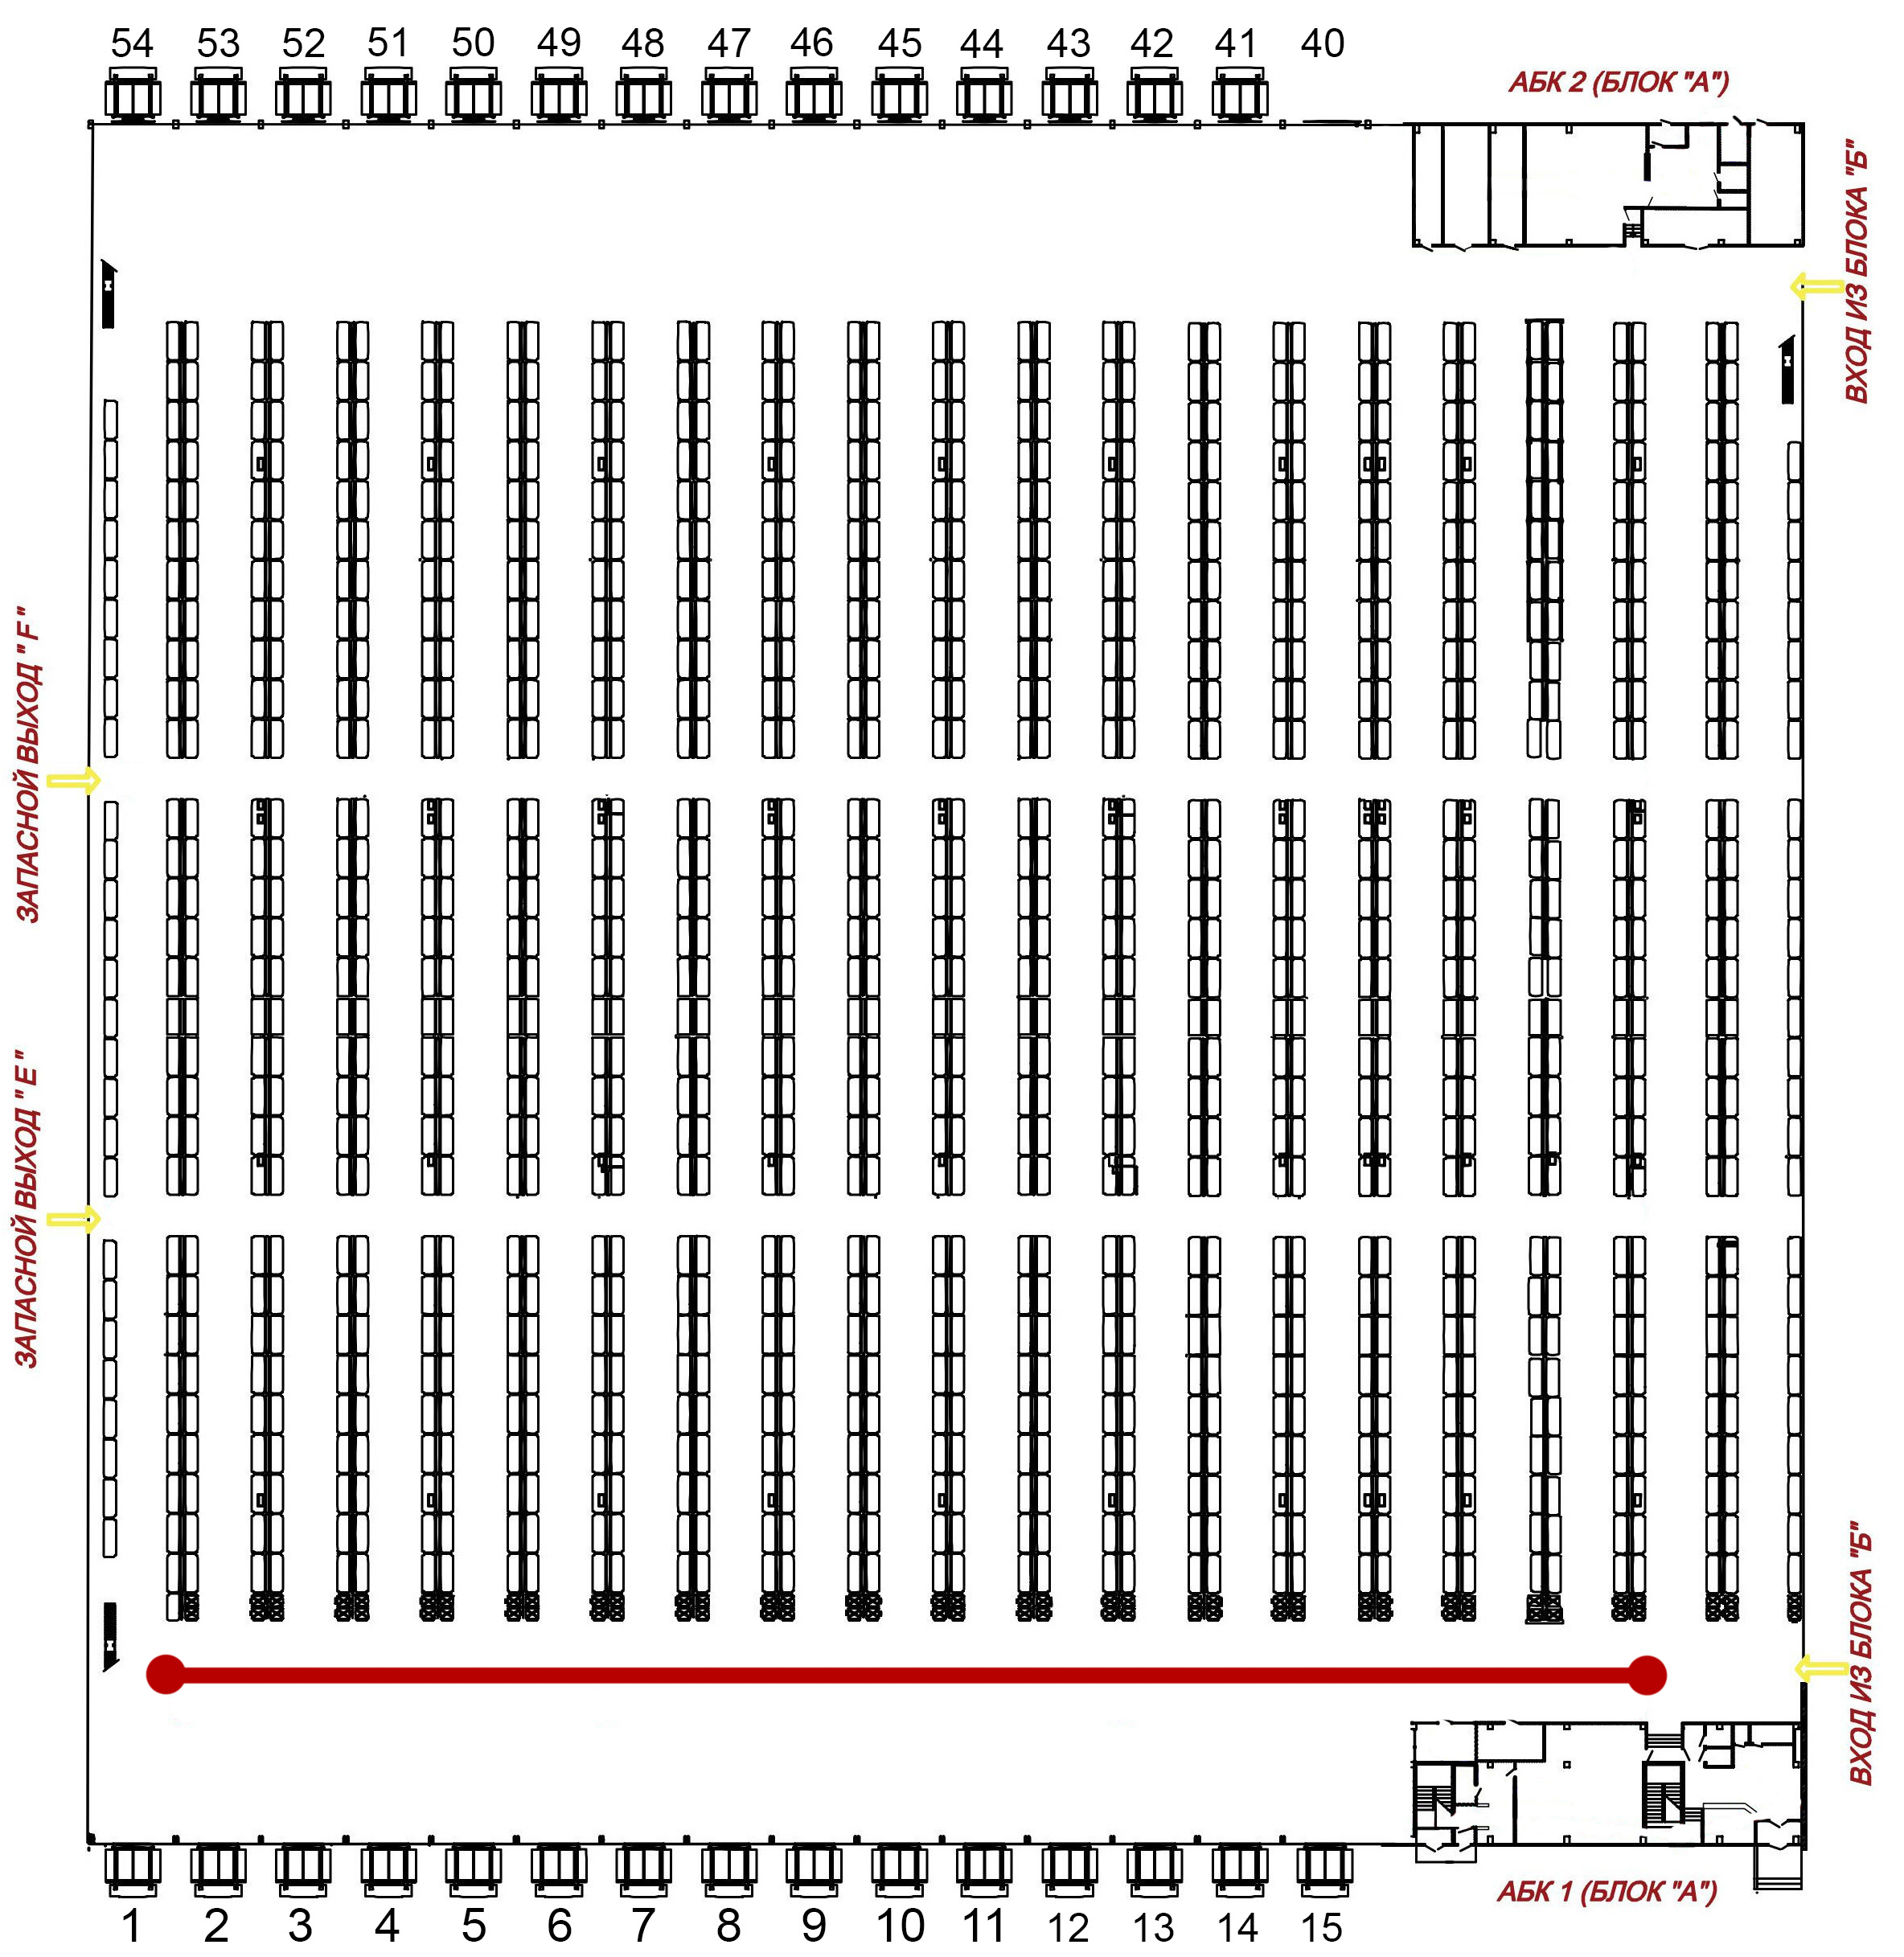 54 53 52 51 50 49 48 47 46 45 44 43 42 41 40
АБК 2 (БЛОК "А")
ВХОД ИЗ БЛОКА "Б"
ЗАПАСНОЙ ВЫХОД " F "
ЗАПАСНОЙ ВЫХОД " Е "
ВХОД ИЗ БЛОКА "Б"
АБК 1 (БЛОК "А")
1 2 3 4 5 6 7 8 9 10 11 12 13 14 15